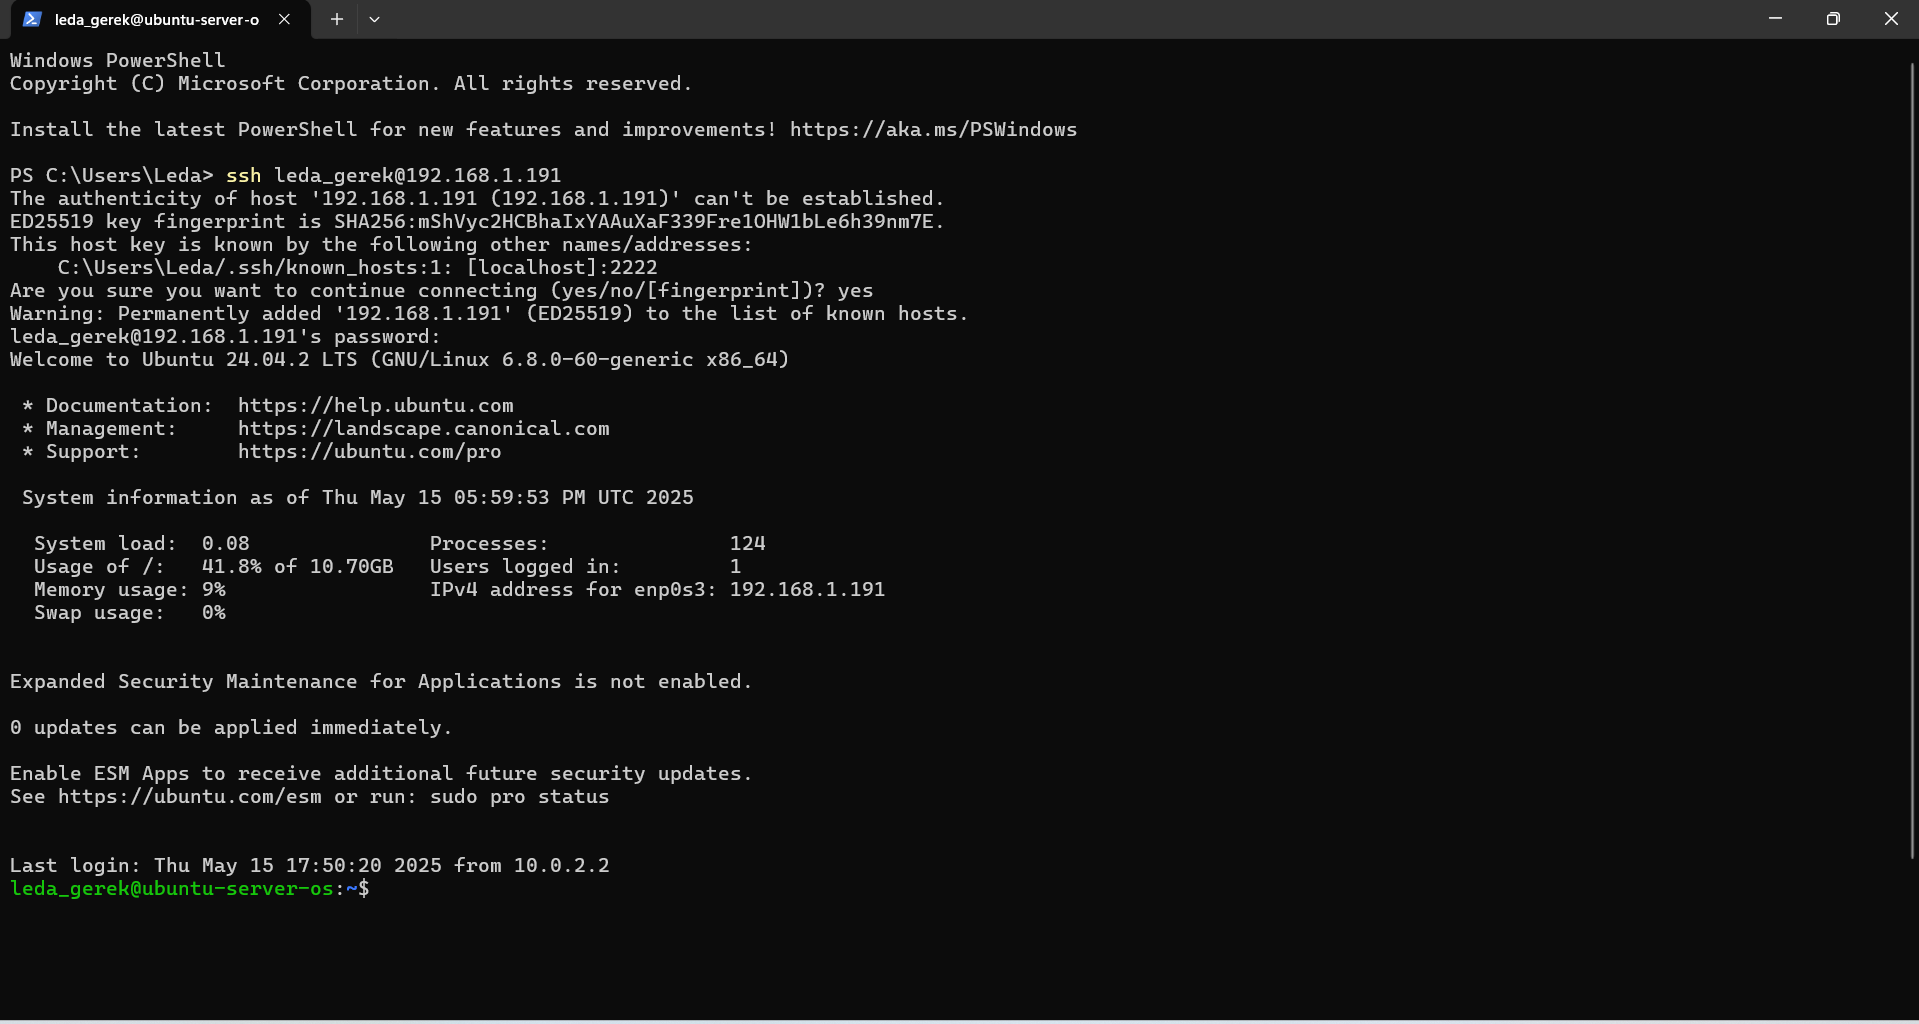 leda_gerek@ubuntu-server-o
Windows PowerShell
Copyright (C) Microsoft Corporation. All rights reserved.
Install the latest PowerShell for new features and improvements! https://aka.ms/PSWindows
PS C:\Users\Leda> ssh leda_gerek@192.168.1.191
The authenticity of host '192.168.1.191 (192.168.1.191)' can't be established.
ED25519 key fingerprint is SHA256:mShVyc2HCBhaIxYAAuXaF339Fre1OHW1bLe6h39nm7E.
This host key is known by the following other names/addresses:
    C:\Users\Leda/.ssh/known_hosts:1: [localhost]:2222
Are you sure you want to continue connecting (yes/no/[fingerprint])? yes
Warning: Permanently added '192.168.1.191' (ED25519) to the list of known hosts.
leda_gerek@192.168.1.191's password:
Welcome to Ubuntu 24.04.2 LTS (GNU/Linux 6.8.0-60-generic x86_64)
 * Documentation:  https://help.ubuntu.com
 * Management:     https://landscape.canonical.com
 * Support:        https://ubuntu.com/pro
 System information as of Thu May 15 05:59:53 PM UTC 2025
  System load:  0.08               Processes:               124
  Usage of /:   41.8% of 10.70GB   Users logged in:         1
  Memory usage: 9%                 IPv4 address for enp0s3: 192.168.1.191
  Swap usage:   0%
Expanded Security Maintenance for Applications is not enabled.
0 updates can be applied immediately.
Enable ESM Apps to receive additional future security updates.
See https://ubuntu.com/esm or run: sudo pro status
Last login: Thu May 15 17:50:20 2025 from 10.0.2.2
leda_gerek@ubuntu-server-os:~$